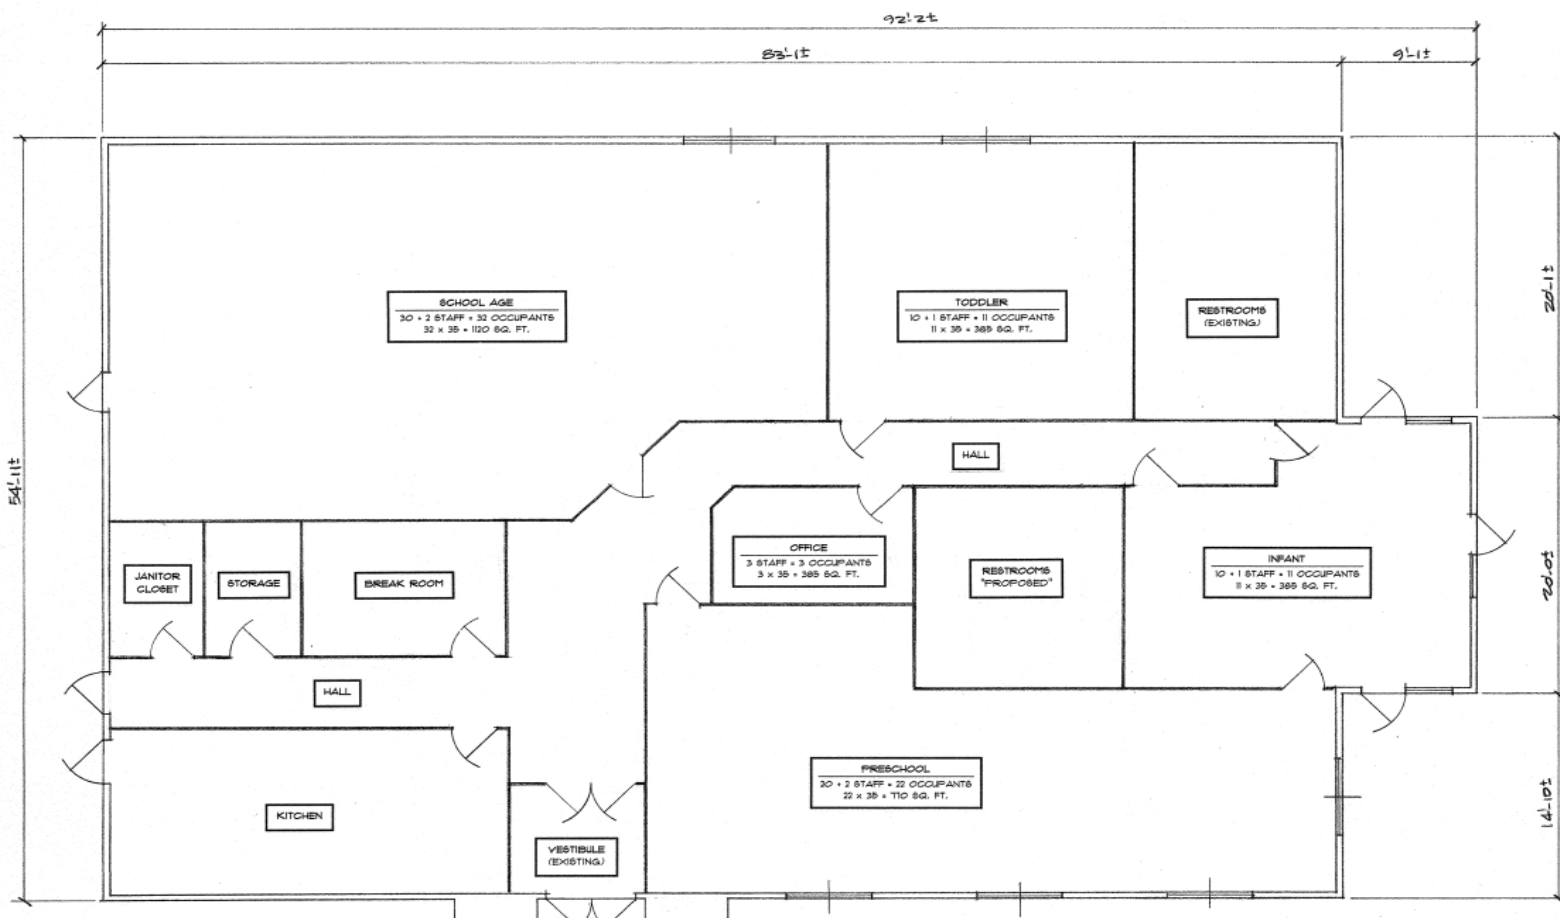 92'-2±
83'-1±
9'-1±
54'-11±
20'-1±
20'-0±
14'-10±
SCHOOL AGE
30 + 2 STAFF = 32 OCCUPANTS
32 x 35 = 1120 SQ. FT.
TODDLER
10 + 1 STAFF = 11 OCCUPANTS
11 x 35 = 385 SQ. FT.
RESTROOMS
(EXISTING)
HALL
JANITOR
CLOSET
STORAGE
BREAK ROOM
OFFICE
3 STAFF = 3 OCCUPANTS
3 x 35 = 385 SQ. FT.
RESTROOMS
"PROPOSED"
INFANT
10 + 1 STAFF = 11 OCCUPANTS
11 x 35 = 385 SQ. FT.
HALL
PRESCHOOL
20 + 2 STAFF = 22 OCCUPANTS
22 x 35 = 770 SQ. FT.
KITCHEN
VESTIBULE
(EXISTING)